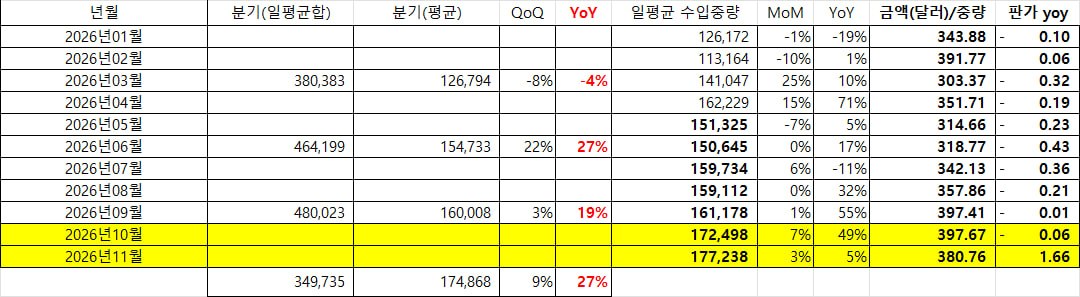 년월 분기(일평균합) 분기(평균) QoQ YoY 일평균 수입중량 MoM YoY 금액(달러)/중량 판가 yoy
2026년01월 126,172 -1% -19% 343.88 - 0.10
2026년02월 113,164 -10% 1% 391.77 - 0.06
2026년03월 380,383 126,794 -8% -4% 141,047 25% 10% 303.37 - 0.32
2026년04월 162,229 15% 71% 351.71 - 0.19
2026년05월 151,325 -7% 5% 314.66 - 0.23
2026년06월 464,199 154,733 22% 27% 150,645 0% 17% 318.77 - 0.43
2026년07월 159,734 6% -11% 342.13 - 0.36
2026년08월 159,112 0% 32% 357.86 - 0.21
2026년09월 480,023 160,008 3% 19% 161,178 1% 55% 397.41 - 0.01
2026년10월 172,498 7% 49% 397.67 - 0.06
2026년11월 177,238 3% 5% 380.76 1.66
349,735 174,868 9% 27%